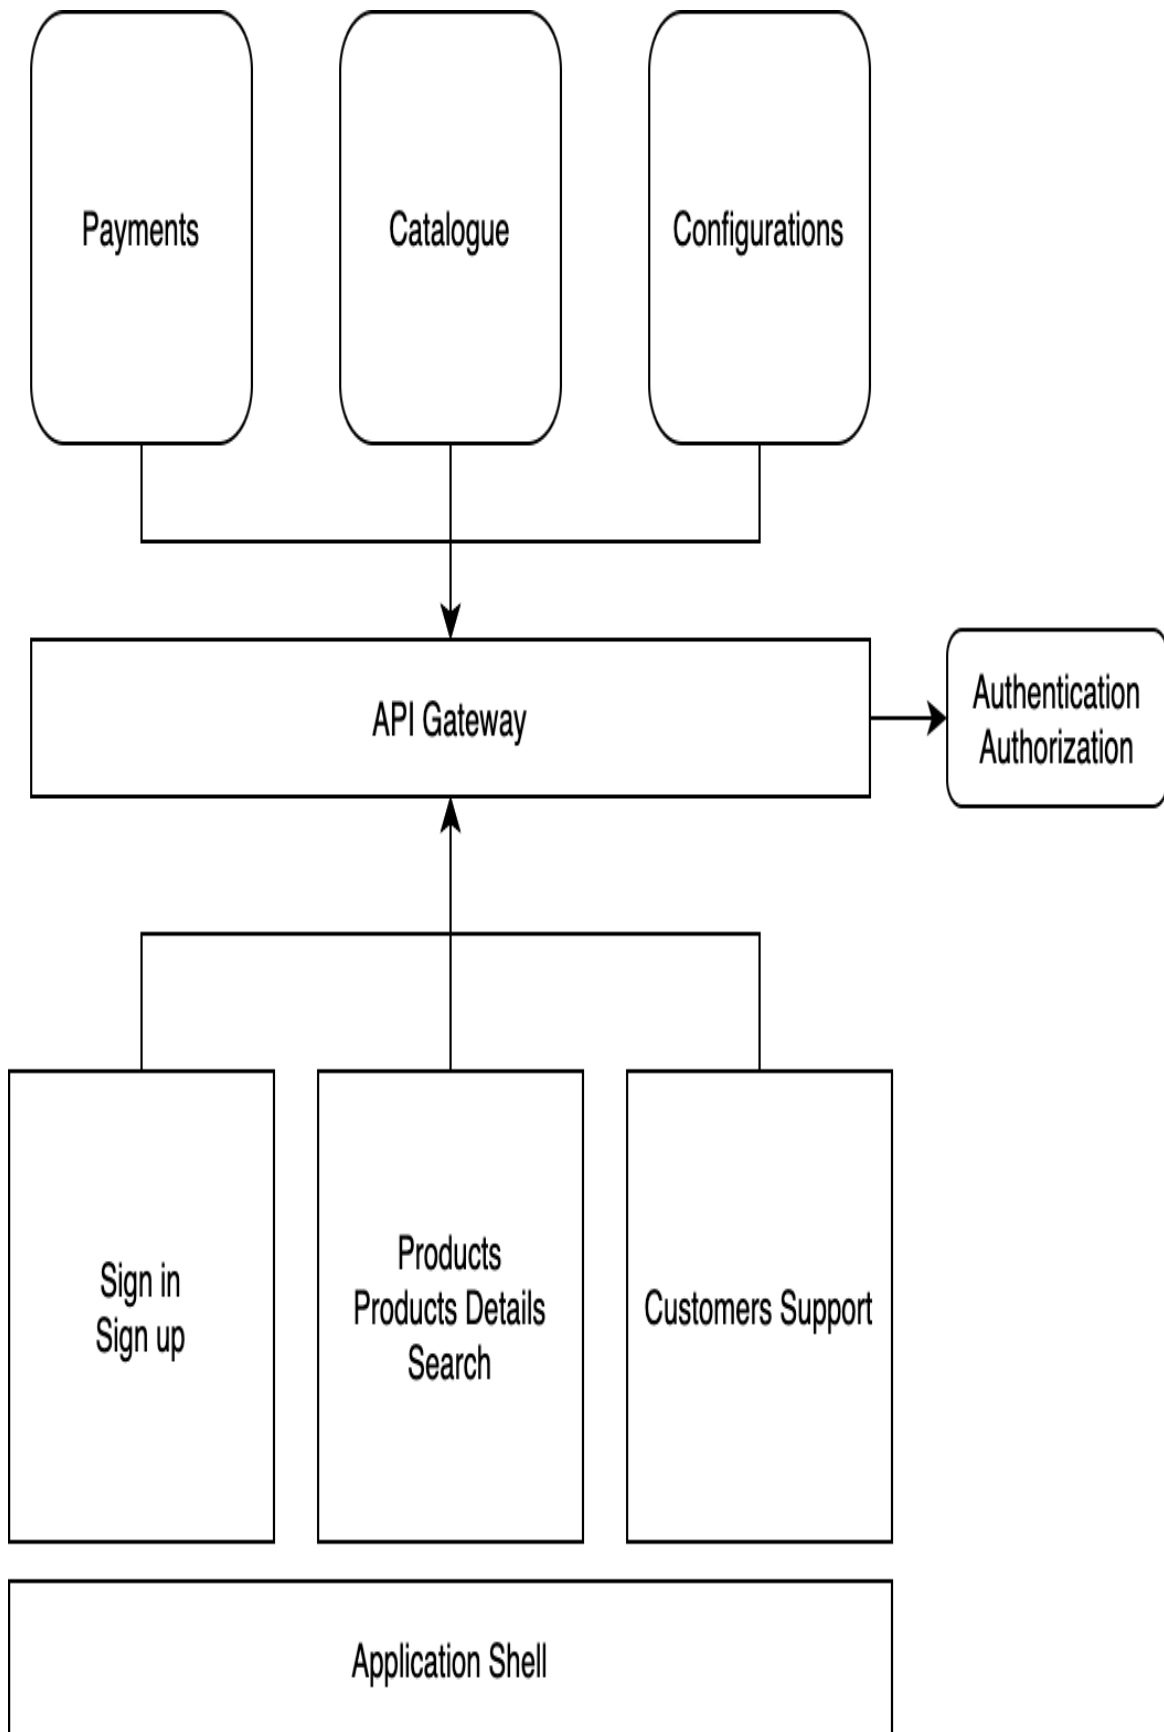 Payments
Catalogue
Configurations
API Gateway
Authentication
Authorization
Sign in
Sign up
Products
Products Details
Search
Customers Support
Application Shell